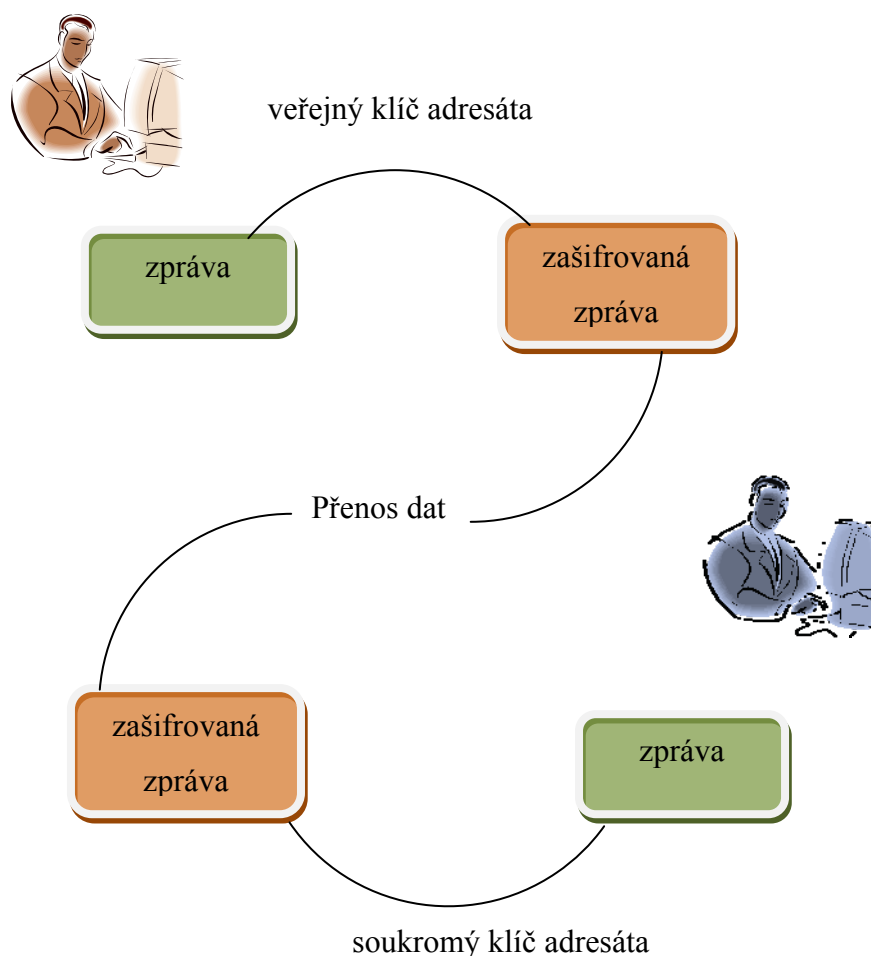 veřejný klíč adresáta
zpráva
zašifrovaná
zpráva
Přenos dat
zašifrovaná
zpráva
zpráva
soukromý klíč adresáta